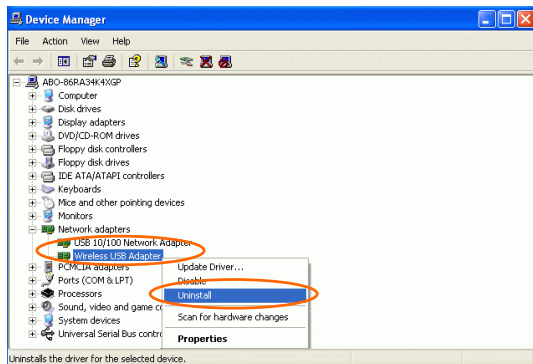 Device Manager
File Action View Help
ABO-86RA34K4XGP
Computer
Disk drives
Display adapters
DVD/CD-ROM drives
Floppy disk controllers
Floppy disk drives
IDE ATA/ATAPI controllers
Keyboards
Mice and other pointing devices
Monitors
Network adapters
USB 10/100 Network Adapter
Wireless USB Adapter
PCMCIA adapters
Ports (COM & LPT)
Processors
Sound, video and game co
System devices
Universal Serial Bus contro
Update Driver...
Disable
Uninstall
Scan for hardware changes
Properties
Uninstalls the driver for the selected device.